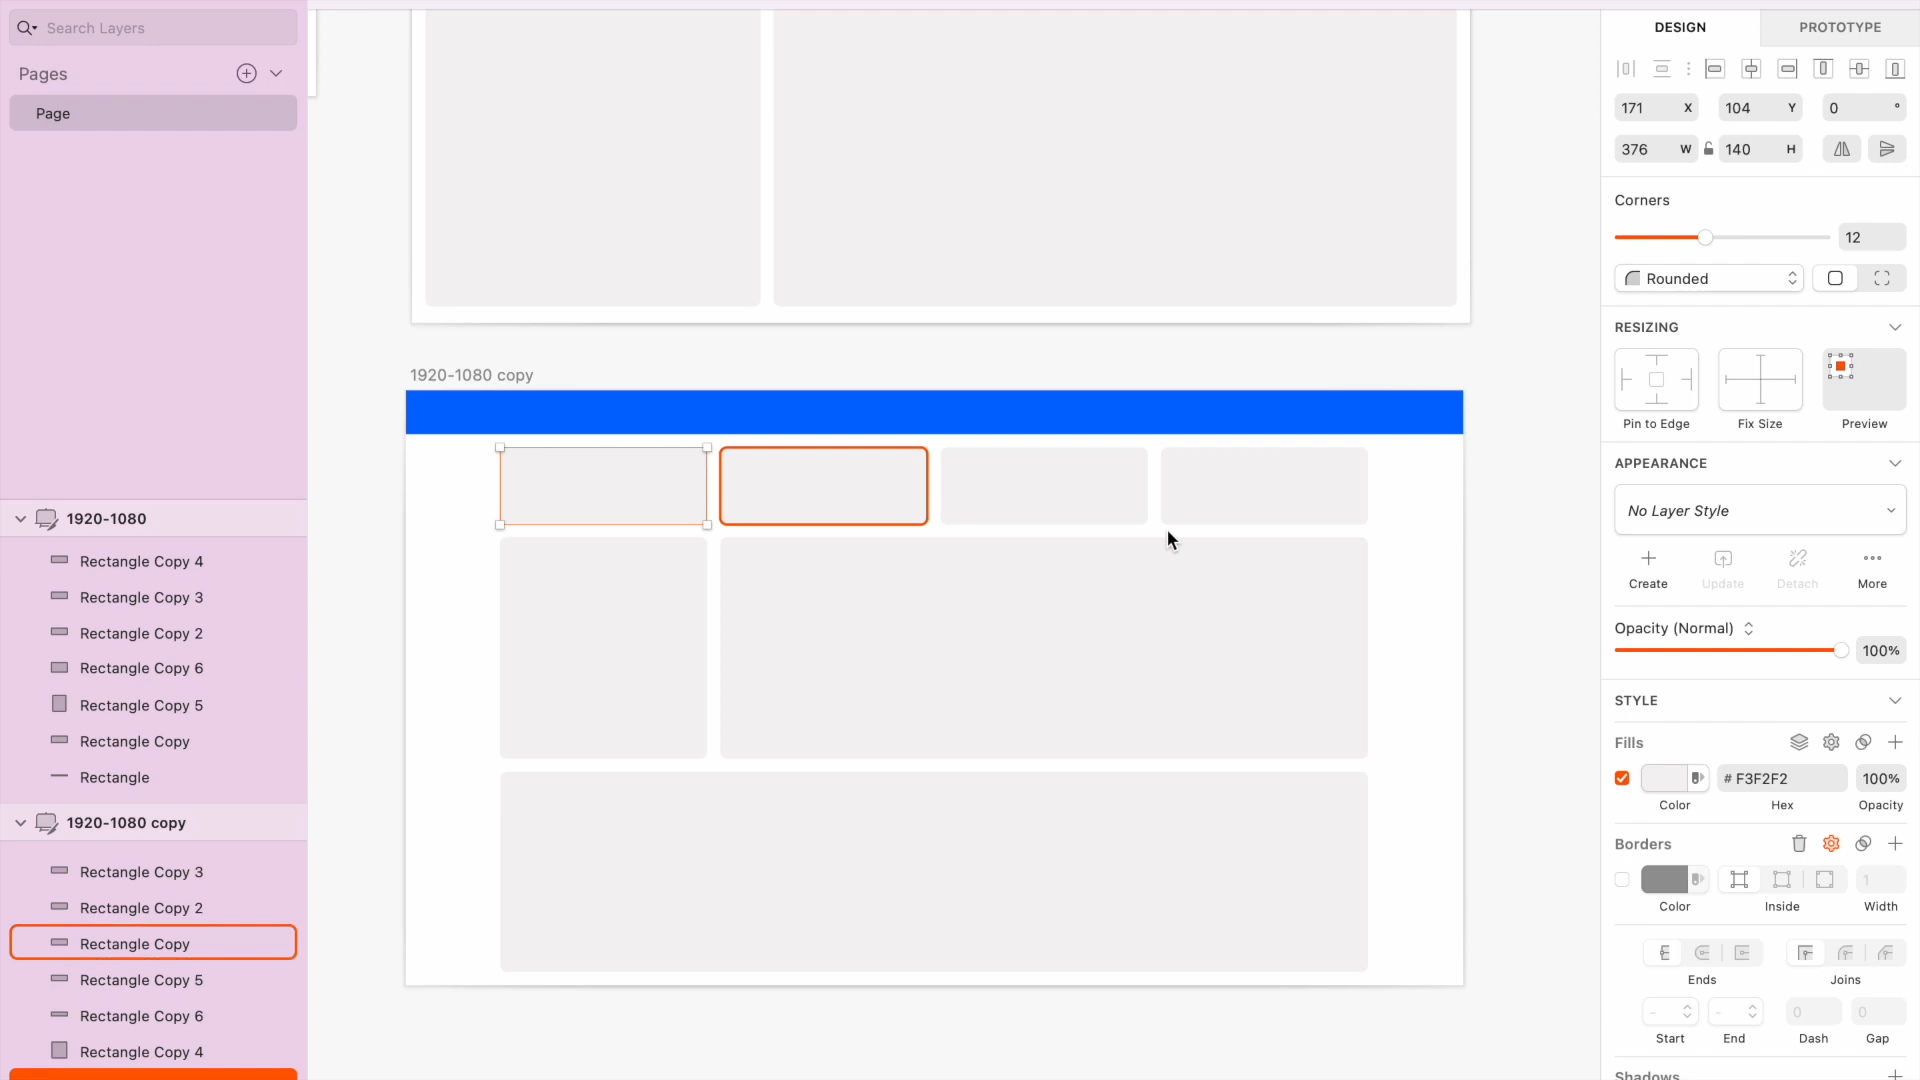 Search Layers
Pages
Page
1920-1080
Rectangle Copy 4
Rectangle Copy 3
Rectangle Copy 2
Rectangle Copy 6
Rectangle Copy 5
Rectangle Copy
Rectangle
1920-1080 copy
Rectangle Copy 3
Rectangle Copy 2
Rectangle Copy
Rectangle Copy 5
Rectangle Copy 6
Rectangle Copy 4
1920-1080 copy
DESIGN PROTOTYPE
171 X 104 Y 0 °
376 W 140 H
Corners
12
Rounded
RESIZING
Pin to Edge Fix Size Preview
APPEARANCE
No Layer Style
Create Update Detach More
Opacity (Normal)
100%
STYLE
Fills
# F3F2F2 100%
Color Hex Opacity
Borders
1
Color Inside Width
Ends Joins
- - 0 0
Start End Dash Gap
Shadows